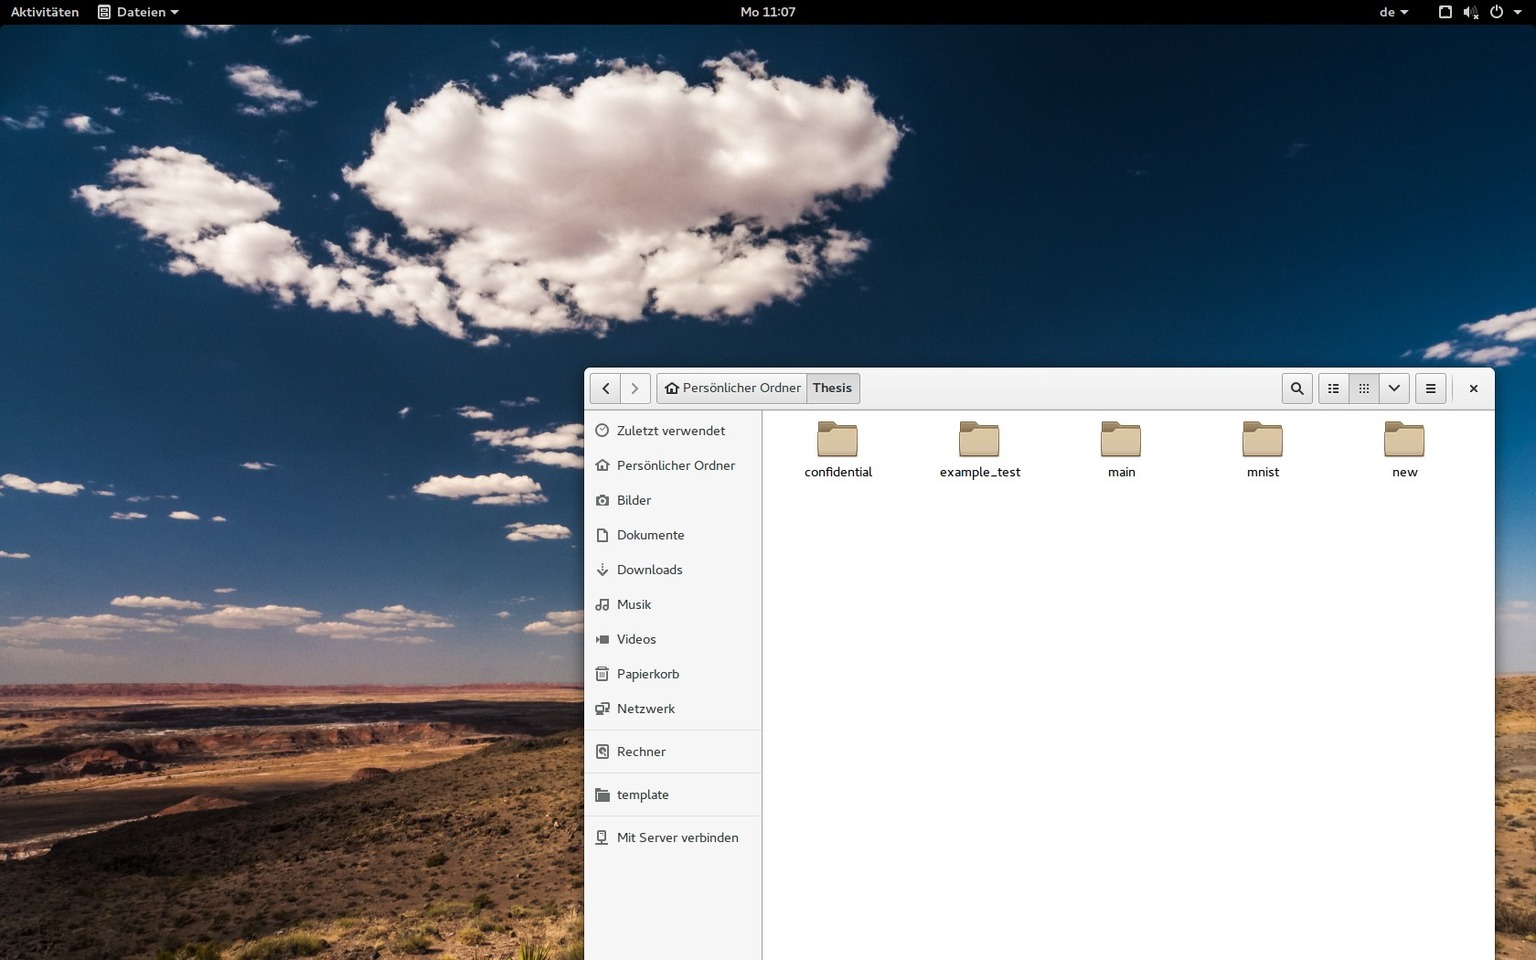 Aktivitäten Dateien Mo 11:07 de
Persönlicher Ordner Thesis
Zuletzt verwendet
Persönlicher Ordner
Bilder
Dokumente
Downloads
Musik
Videos
Papierkorb
Netzwerk
Rechner
template
Mit Server verbinden
confidential example_test main mnist new